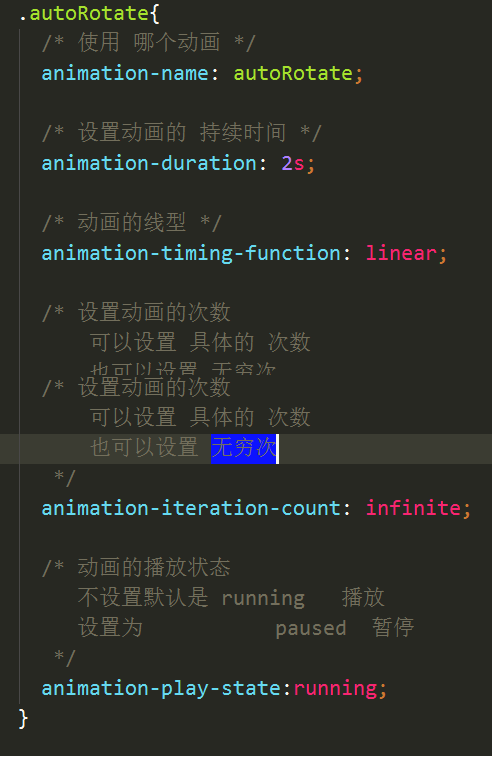 .autoRotate{
/* 使用 哪个动画 */
animation-name: autoRotate;
/* 设置动画的 持续时间 */
animation-duration: 2s;
/* 动画的线型 */
animation-timing-function: linear;
/* 设置动画的次数
可以设置 具体的 次数
也可以设置 无穷次
/* 设置动画的次数
可以设置 具体的 次数
也可以设置 无穷次
*/
animation-iteration-count: infinite;
/* 动画的播放状态
不设置默认是 running   播放
设置为           paused  暂停
*/
animation-play-state:running;
}